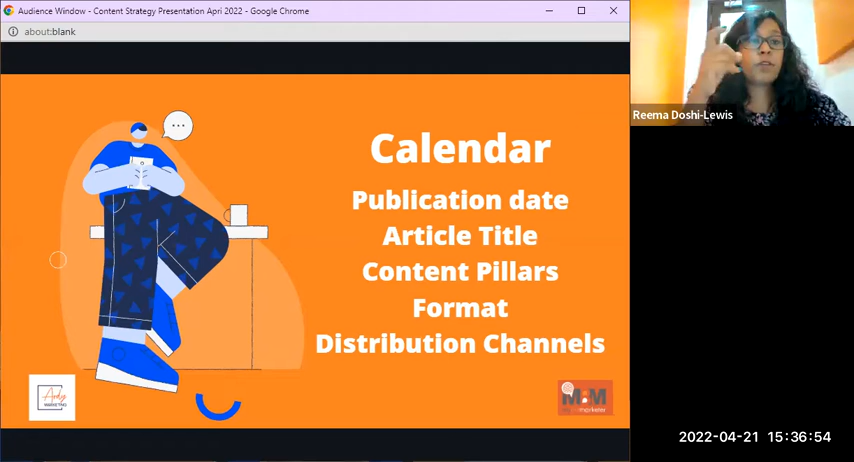 Audience Window - Content Strategy Presentation Apri 2022 - Google Chrome
about:blank
Reema Doshi-Lewis
Calendar
Publication date
Article Title
Content Pillars
Format
Distribution Channels
MARKETING
2022-04-21 15:36:54